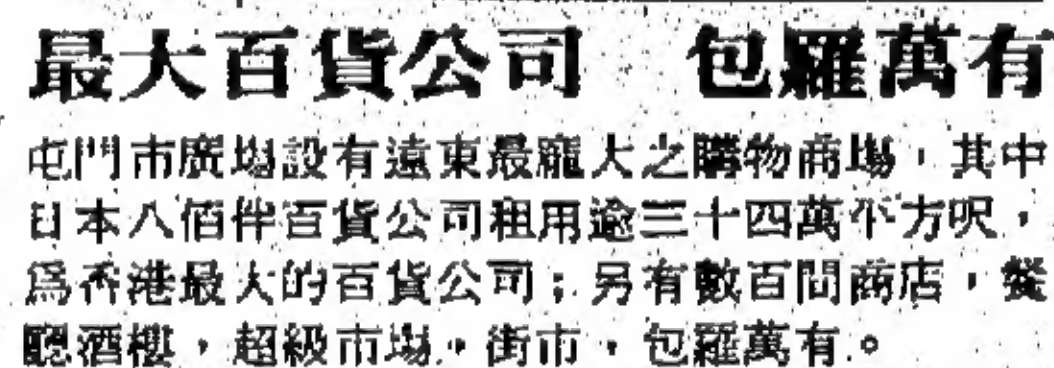 最大百貨公司 包羅萬有
屯門市廣場設有遠東最龐大之購物商場，其中
日本八佰伴百貨公司租用逾三十四萬平方呎，
爲香港最大的百貨公司；另有數百間商店，餐
廳酒樓，超級市場，街市，包羅萬有。